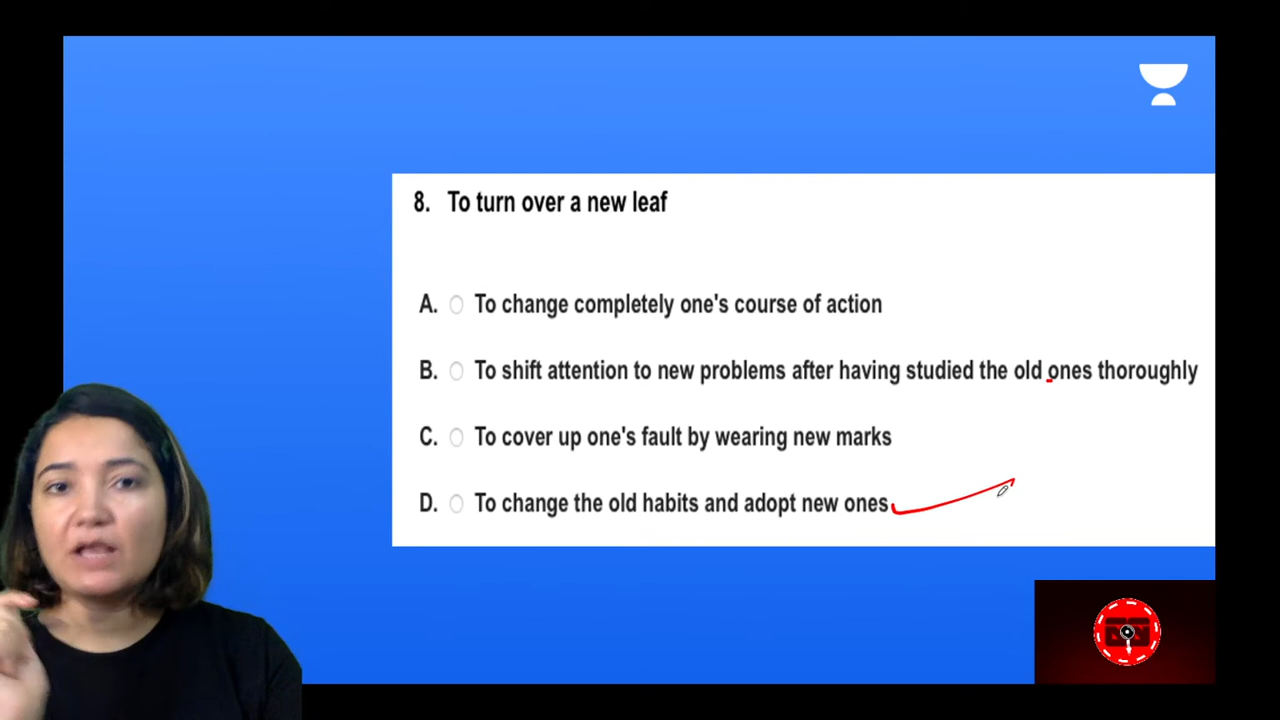 8. To turn over a new leaf
A. To change completely one's course of action
B. To shift attention to new problems after having studied the old ones thoroughly
C. To cover up one's fault by wearing new marks
D. To change the old habits and adopt new ones